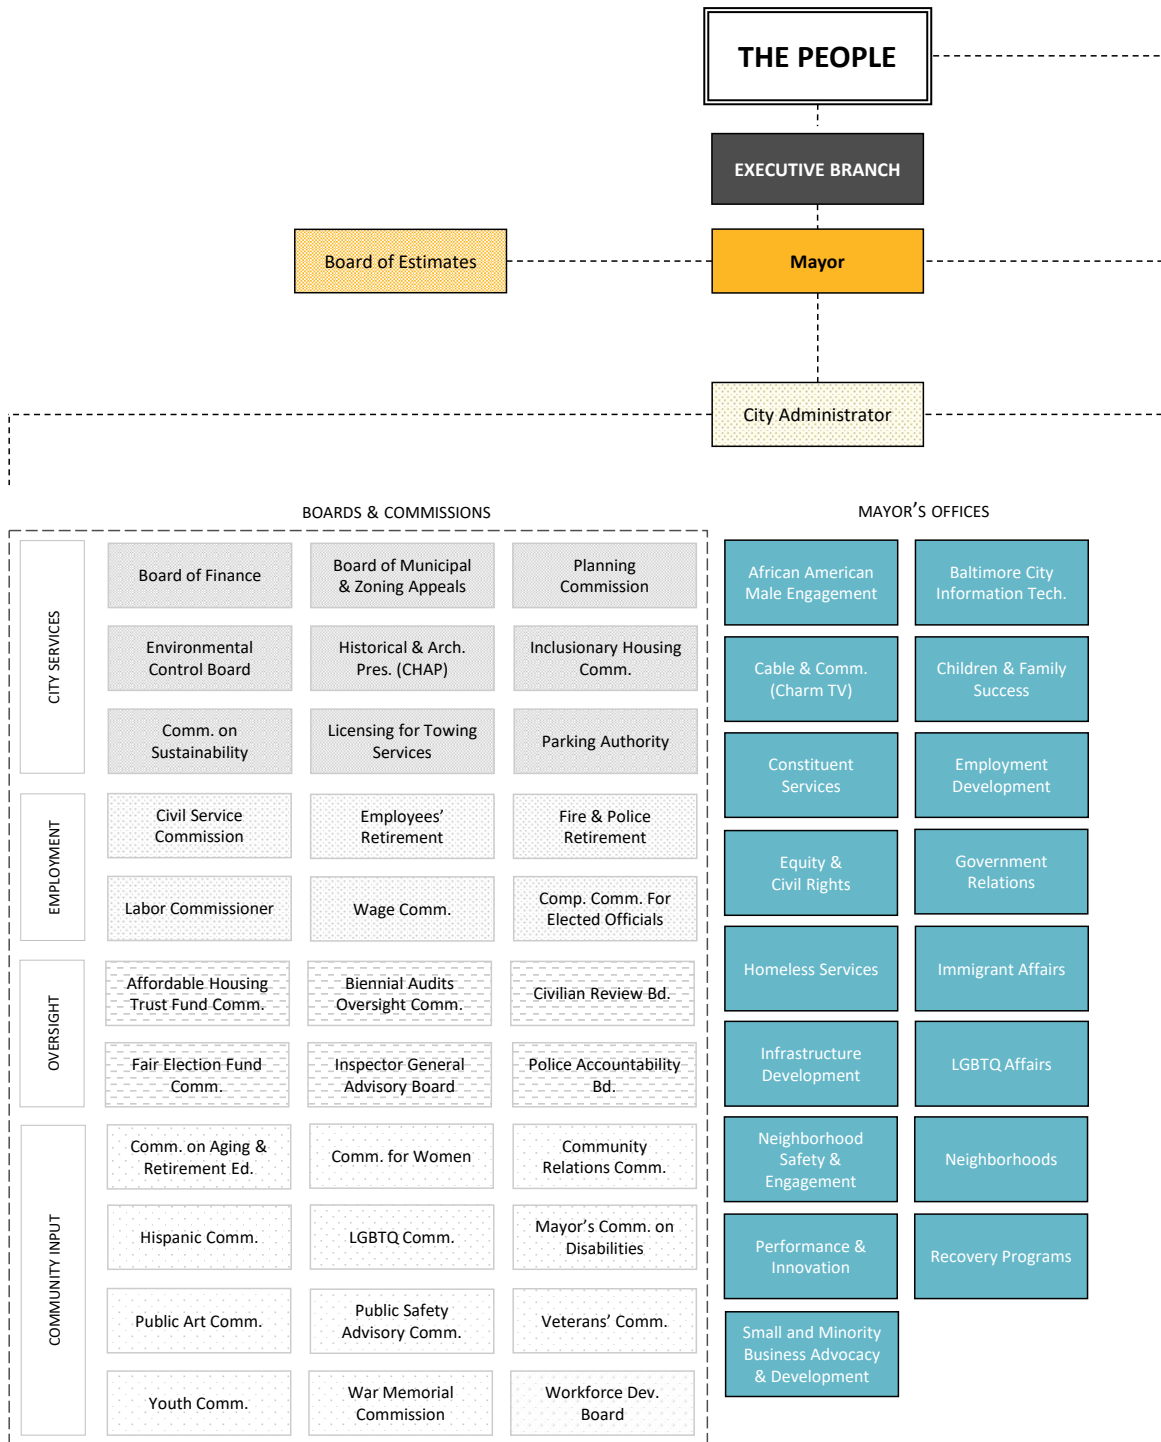 THE PEOPLE
EXECUTIVE BRANCH
Board of Estimates
Mayor
City Administrator
BOARDS & COMMISSIONS
CITY SERVICES
Board of Finance
Board of Municipal
& Zoning Appeals
Planning
Commission
Environmental
Control Board
Historical & Arch.
Pres. (CHAP)
Inclusionary Housing
Comm.
Comm. on
Sustainability
Licensing for Towing
Services
Parking Authority
EMPLOYMENT
Civil Service
Commission
Employees’
Retirement
Fire & Police
Retirement
Labor Commissioner
Wage Comm.
Comp. Comm. For
Elected Officials
OVERSIGHT
Affordable Housing
Trust Fund Comm.
Biennial Audits
Oversight Comm.
Civilian Review Bd.
Fair Election Fund
Comm.
Inspector General
Advisory Board
Police Accountability
Bd.
COMMUNITY INPUT
Comm. on Aging &
Retirement Ed.
Comm. for Women
Community
Relations Comm.
Hispanic Comm.
LGBTQ Comm.
Mayor’s Comm. on
Disabilities
Public Art Comm.
Public Safety
Advisory Comm.
Veterans’ Comm.
Youth Comm.
War Memorial
Commission
Workforce Dev.
Board
MAYOR’S OFFICES
African American
Male Engagement
Baltimore City
Information Tech.
Cable & Comm.
(Charm TV)
Children & Family
Success
Constituent
Services
Employment
Development
Equity &
Civil Rights
Government
Relations
Homeless Services
Immigrant Affairs
Infrastructure
Development
LGBTQ Affairs
Neighborhood
Safety &
Engagement
Neighborhoods
Performance &
Innovation
Recovery Programs
Small and Minority
Business Advocacy
& Development